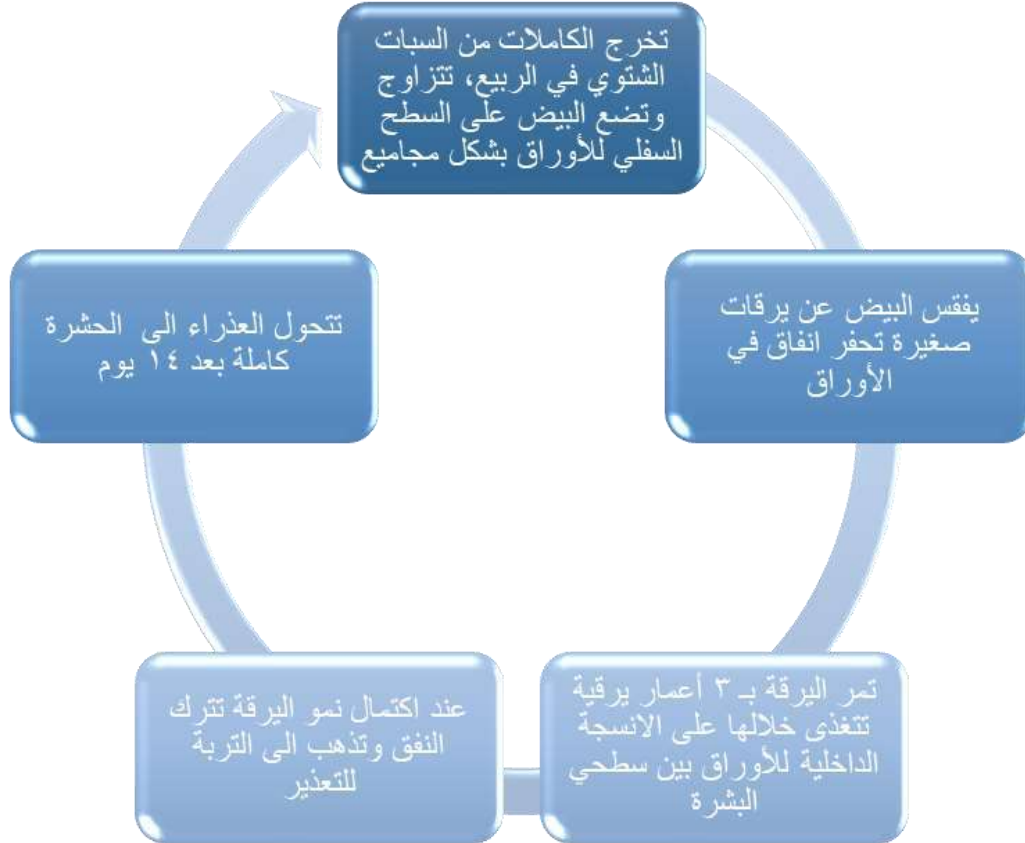 تخرج الكاملات من السبات
الشتوي في الربيع، تتزاوج
وتضع البيض على السطح
السفلي للأوراق بشكل مجاميع
يفقس البيض عن يرقات
صغيرة تحفر انفاق في
الأوراق
تمر اليرقة بـ ٣ أعمار يرقية
تتغذى خلالها على الانسجة
الداخلية للأوراق بين سطحي
البشرة
عند اكتمال نمو اليرقة تترك
النفق وتذهب الى التربة
للتعذير
تتحول العذراء الى الحشرة
كاملة بعد ١٤ يوم